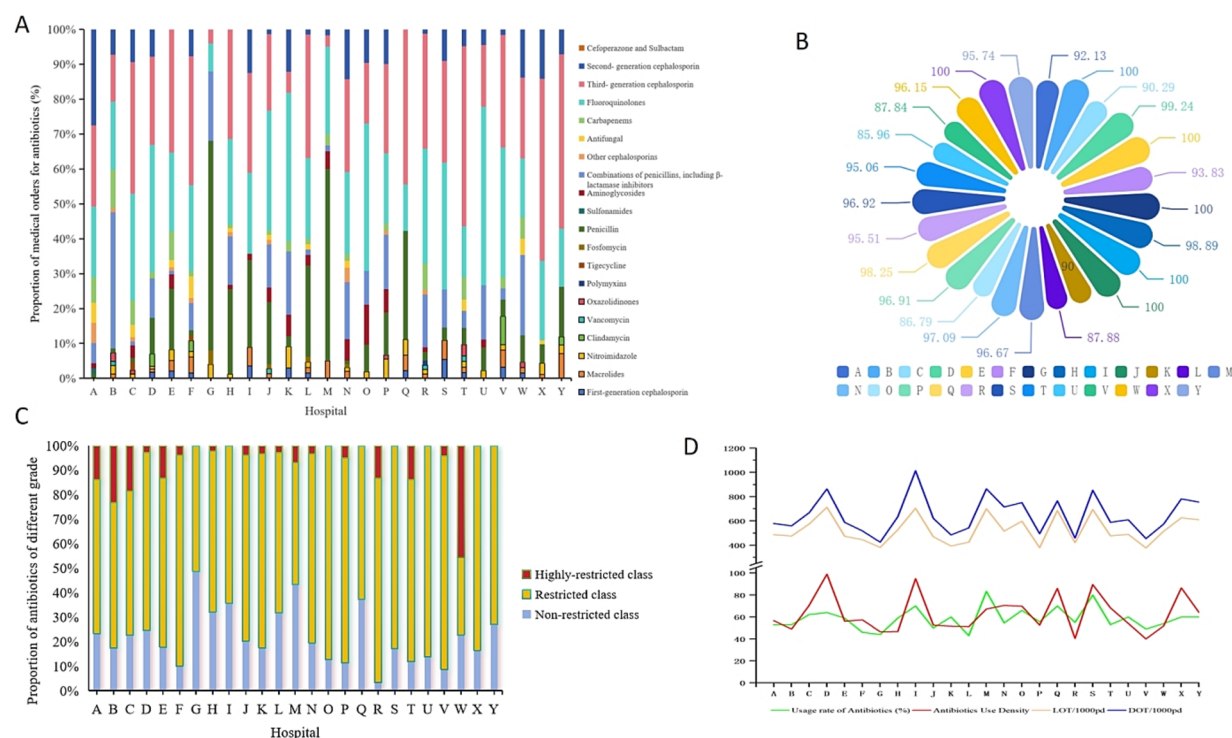 A
100%
90%
80%
70%
60%
50%
40%
30%
20%
10%
0%
Proportion of medical orders for antibiotics (%)
A B C D E F G H I J K L M N O P Q R S T U V W X Y
Hospital
Cefoperazone and Sulbactam
Second- generation cephalosporin
Third- generation cephalosporin
Fluoroquinolones
Carbapenems
Antifungal
Other cephalosporins
Combinations of penicillins, including β-
lactamase inhibitors
Aminoglycosides
Sulfonamides
Penicillin
Fosfomycin
Tigecycline
Polymyxins
Oxazolidinones
Vancomycin
Clindamycin
Nitroimidazole
Macrolides
First-generation cephalosporin
B
92.13
100
90.29
99.24
100
93.83
100
98.89
100
100
90
87.88
96.67
97.09
86.79
96.91
98.25
95.51
96.92
95.06
85.96
87.84
96.15
100
95.74
A B C D E F G H I J K L M
N O P Q R S T U V W X Y
C
100%
90%
80%
70%
60%
50%
40%
30%
20%
10%
0%
Proportion of antibiotics of different grade
A B C D E F G H I J K L M N O P Q R S T U V W X Y
Hospital
Highly-restricted class
Restricted class
Non-restricted class
D
1200
1000
800
600
400
100
80
60
40
20
0
A B C D E F G H I J K L M N O P Q R S T U V W X Y
Usage rate of Antibiotics (%) Antibiotics Use Density LOT/1000pd DOT/1000pd